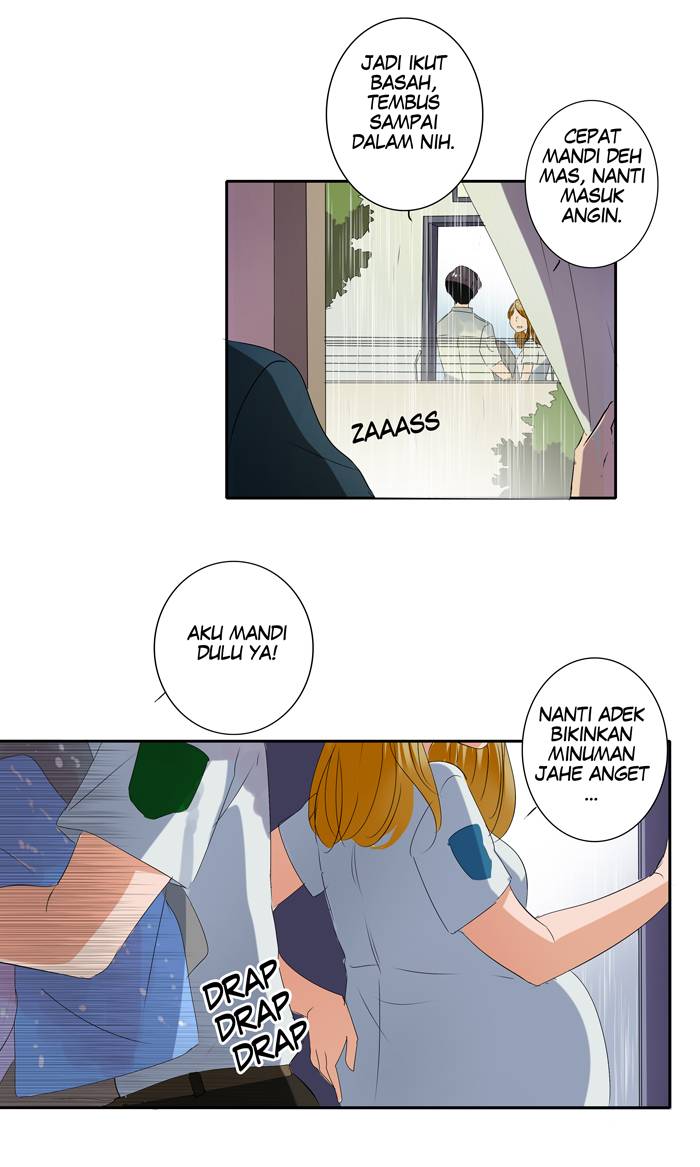 JADI IKUT
BASAH,
TEMBUS
SAMPAI
DALAM NIH.
CEPAT
MANDI DEH
MAS, NANTI
MASUK
ANGIN.
ZAAASS
AKU MANDI
DULU YA!
NANTI ADEK
BIKINKAN
MINUMAN
JAHE ANGET
...
DRAP
DRAP
DRAP